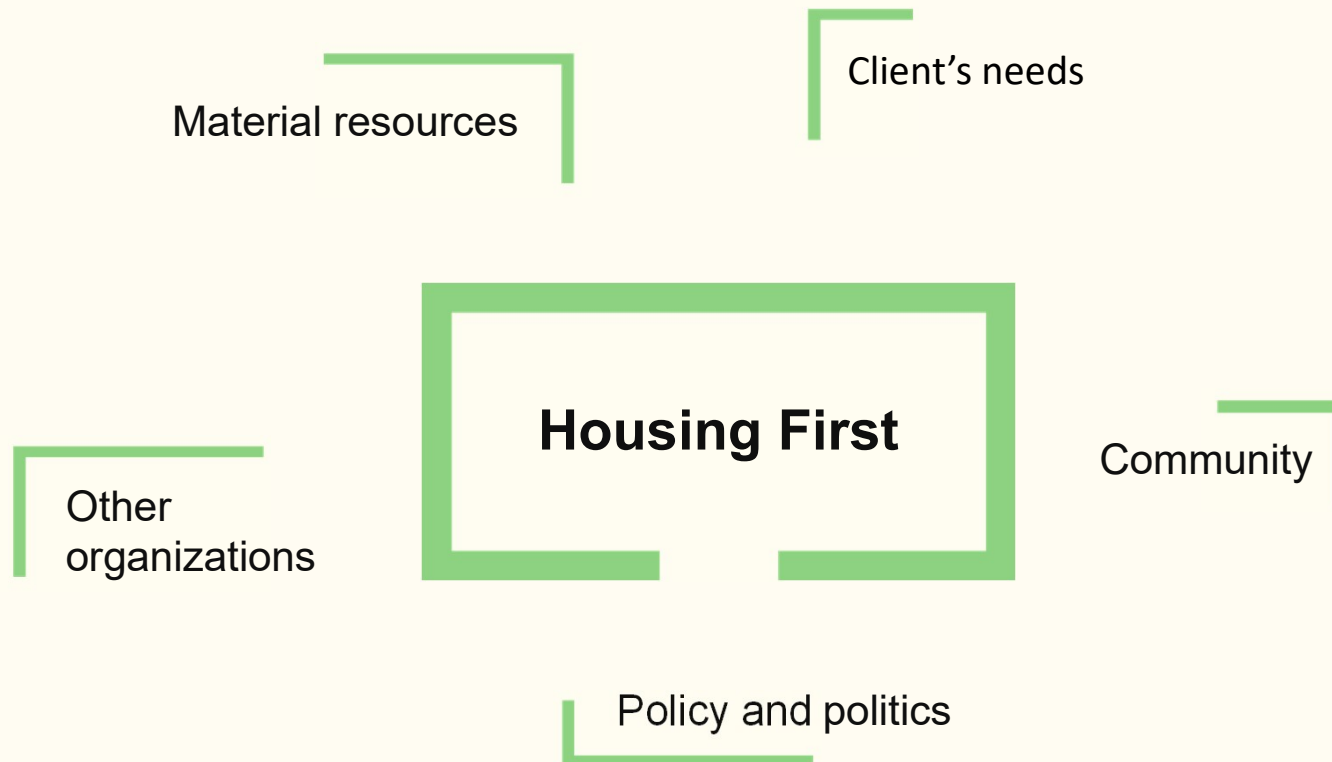 Client’s needs
Material resources
Housing First
Community
Other
organizations
Policy and politics